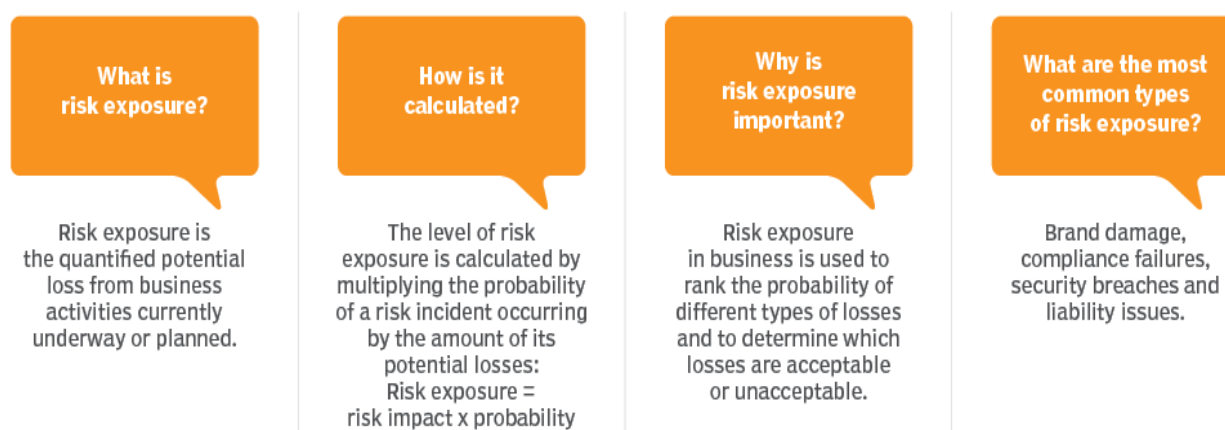 What is
risk exposure?
Risk exposure is
the quantified potential
loss from business
activities currently
underway or planned.
How is it
calculated?
The level of risk
exposure is calculated by
multiplying the probability
of a risk incident occurring
by the amount of its
potential losses:
Risk exposure =
risk impact x probability
Why is
risk exposure
important?
Risk exposure
in business is used to
rank the probability of
different types of losses
and to determine which
losses are acceptable
or unacceptable.
What are the most
common types
of risk exposure?
Brand damage,
compliance failures,
security breaches and
liability issues.